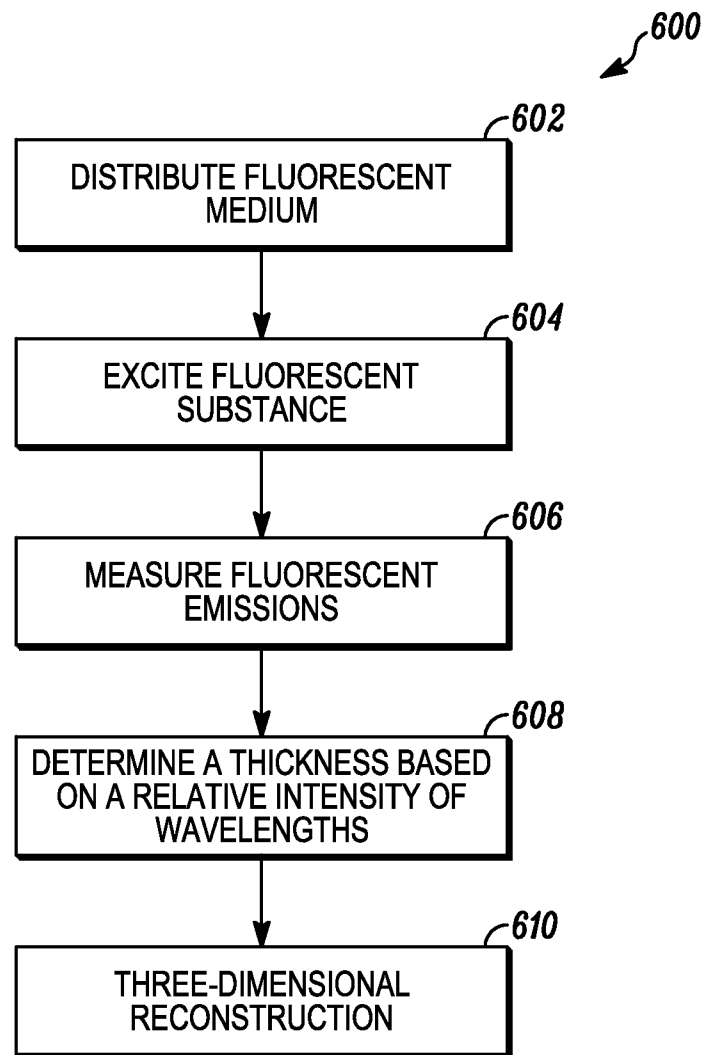 600
602
DISTRIBUTE FLUORESCENT
MEDIUM
604
EXCITE FLUORESCENT
SUBSTANCE
606
MEASURE FLUORESCENT
EMISSIONS
608
DETERMINE A THICKNESS BASED
ON A RELATIVE INTENSITY OF
WAVELENGTHS
610
THREE-DIMENSIONAL
RECONSTRUCTION